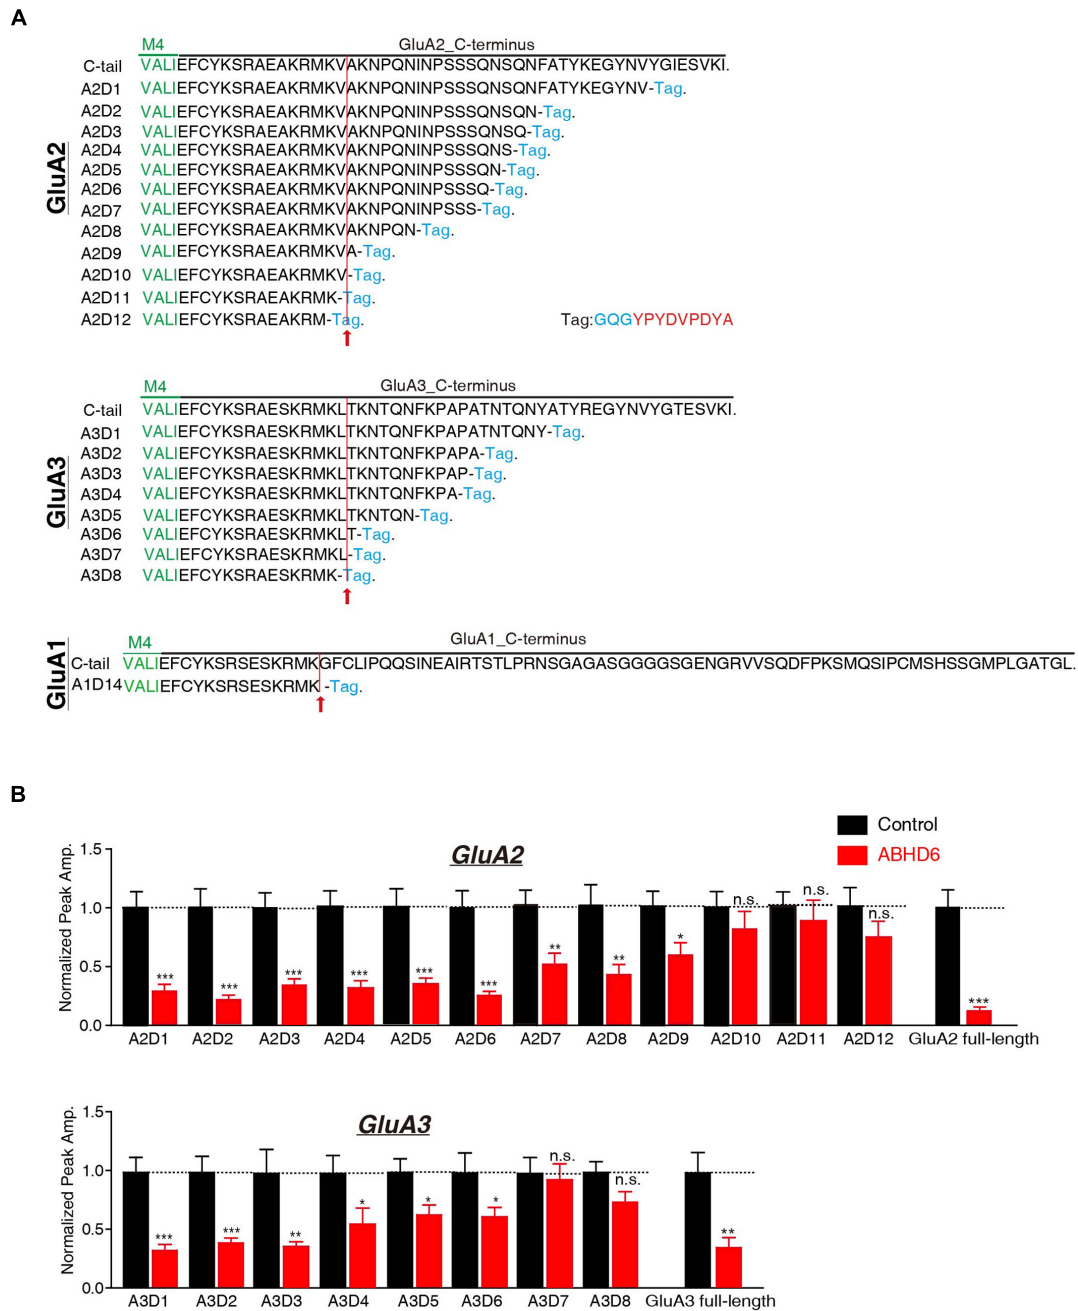 A
M4 GluA2_C-terminus
C-tail VALIEFCYKSRAEAKRMKVAKNPQNINPSSSQNSQNFATYKEGYNVYGIESVKI.
A2D1 VALIEFCYKSRAEAKRMKVAKNPQNINPSSSQNSQNFATYKEGYNV-Tag.
A2D2 VALIEFCYKSRAEAKRMKVAKNPQNINPSSSQNSQN-Tag.
A2D3 VALIEFCYKSRAEAKRMKVAKNPQNINPSSSQNSQ-Tag.
A2D4 VALIEFCYKSRAEAKRMKVAKNPQNINPSSSQNS-Tag.
A2D5 VALIEFCYKSRAEAKRMKVAKNPQNINPSSSQN-Tag.
A2D6 VALIEFCYKSRAEAKRMKVAKNPQNINPSSSQ-Tag.
A2D7 VALIEFCYKSRAEAKRMKVAKNPQNINPSSS-Tag.
A2D8 VALIEFCYKSRAEAKRMKVAKNPQN-Tag.
A2D9 VALIEFCYKSRAEAKRMKVA-Tag.
A2D10 VALIEFCYKSRAEAKRMKV-Tag.
A2D11 VALIEFCYKSRAEAKRMK-Tag.
A2D12 VALIEFCYKSRAEAKRM-Tag.
Tag:GQGYPYDVPDYA
GluA2
M4 GluA3_C-terminus
C-tail VALIEFCYKSRAESKRMKLTKNTQNFKPAPATNTQNYATYREGYNVYGTESVKI.
A3D1 VALIEFCYKSRAESKRMKLTKNTQNFKPAPATNTQNY-Tag.
A3D2 VALIEFCYKSRAESKRMKLTKNTQNFKPAPA-Tag.
A3D3 VALIEFCYKSRAESKRMKLTKNTQNFKPAP-Tag.
A3D4 VALIEFCYKSRAESKRMKLTKNTQNFKPA-Tag.
A3D5 VALIEFCYKSRAESKRMKLTKNTQN-Tag.
A3D6 VALIEFCYKSRAESKRMKLT-Tag.
A3D7 VALIEFCYKSRAESKRMKL-Tag.
A3D8 VALIEFCYKSRAESKRMK-Tag.
GluA3
M4 GluA1_C-terminus
C-tail VALIEFCYKSRSESKRMKGFCLIPQQSINEAIRTSTLPRNSGAGASGGGGSGENGRVVSQDFPKSMQSIPCMSHSSGMPLGATGL.
A1D14 VALIEFCYKSRSESKRMK -Tag.
GluA1
B
Control
ABHD6
GluA2
Normalized Peak Amp.
1.5
1.0
0.5
0.0
*** *** *** *** *** *** ** ** * n.s. n.s. n.s. ***
A2D1 A2D2 A2D3 A2D4 A2D5 A2D6 A2D7 A2D8 A2D9 A2D10 A2D11 A2D12 GluA2 full-length
GluA3
Normalized Peak Amp.
1.5
1.0
0.5
0.0
*** *** ** * * * n.s. n.s. **
A3D1 A3D2 A3D3 A3D4 A3D5 A3D6 A3D7 A3D8 GluA3 full-length